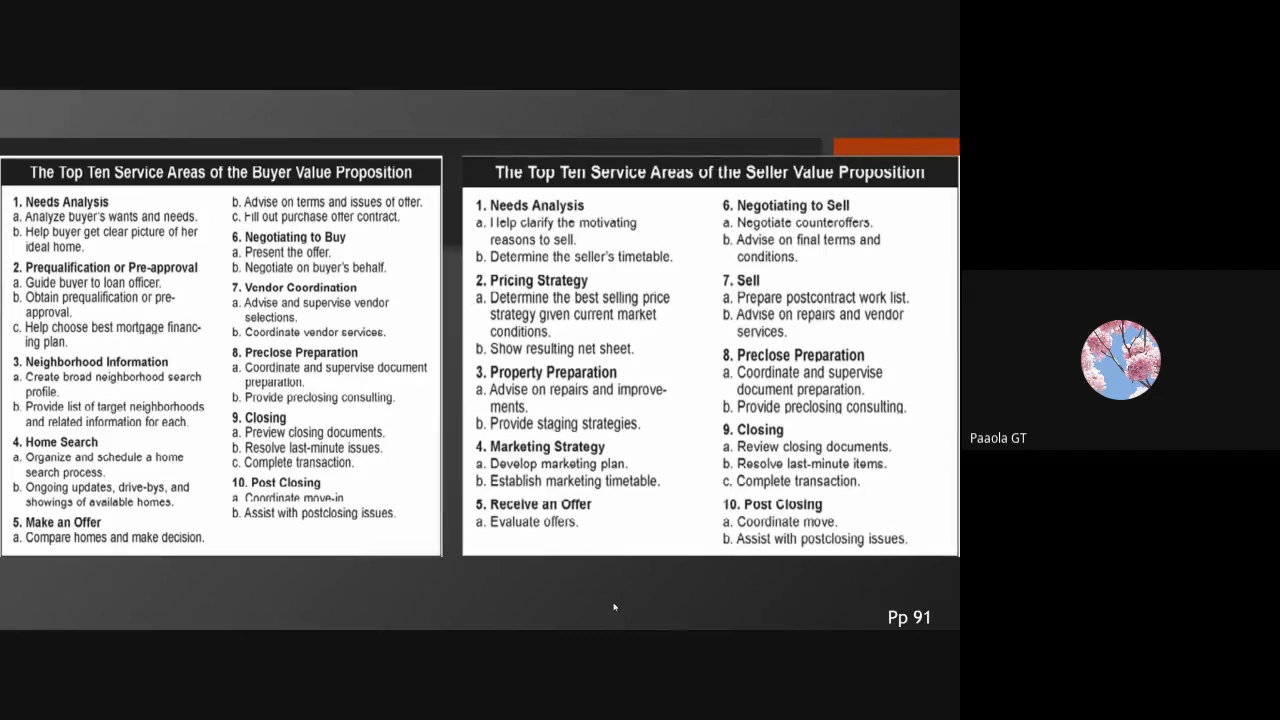 The Top Ten Service Areas of the Buyer Value Proposition
1. Needs Analysis
a. Analyze buyer's wants and needs.
b. Help buyer get clear picture of her
ideal home.
2. Prequalification or Pre-approval
a. Guide buyer to loan officer.
b. Obtain prequalification or pre-
approval.
c. Help choose best mortgage financ-
ing plan.
3. Neighborhood Information
a. Create broad neighborhood search
profile.
b. Provide list of target neighborhoods
and related information for each.
4. Home Search
a. Organize and schedule a home
search process.
b. Ongoing updates, drive-bys, and
showings of available homes.
5. Make an Offer
a. Compare homes and make decision.
b. Advise on terms and issues of offer.
c. Fill out purchase offer contract.
6. Negotiating to Buy
a. Present the offer.
b. Negotiate on buyer's behalf.
7. Vendor Coordination
a. Advise and supervise vendor
selections.
b. Coordinate vendor services.
8. Preclose Preparation
a. Coordinate and supervise document
preparation.
b. Provide preclosing consulting.
9. Closing
a. Preview closing documents.
b. Resolve last-minute issues.
c. Complete transaction.
10. Post Closing
a. Coordinate move-in
b. Assist with postclosing issues.
The Top Ten Service Areas of the Seller Value Proposition
1. Needs Analysis
a. Help clarify the motivating
reasons to sell.
b. Determine the seller's timetable.
2. Pricing Strategy
a. Determine the best selling price
strategy given current market
conditions.
b. Show resulting net sheet.
3. Property Preparation
a. Advise on repairs and improve-
ments.
b. Provide staging strategies.
4. Marketing Strategy
a. Develop marketing plan.
b. Establish marketing timetable.
5. Receive an Offer
a. Evaluate offers.
6. Negotiating to Sell
a. Negotiate counteroffers.
b. Advise on final terms and
conditions.
7. Sell
a. Prepare postcontract work list.
b. Advise on repairs and vendor
services.
8. Preclose Preparation
a. Coordinate and supervise
document preparation.
b. Provide preclosing consulting.
9. Closing
a. Review closing documents.
b. Resolve last-minute items.
c. Complete transaction.
10. Post Closing
a. Coordinate move.
b. Assist with postclosing issues.
Pp 91
Paaola GT